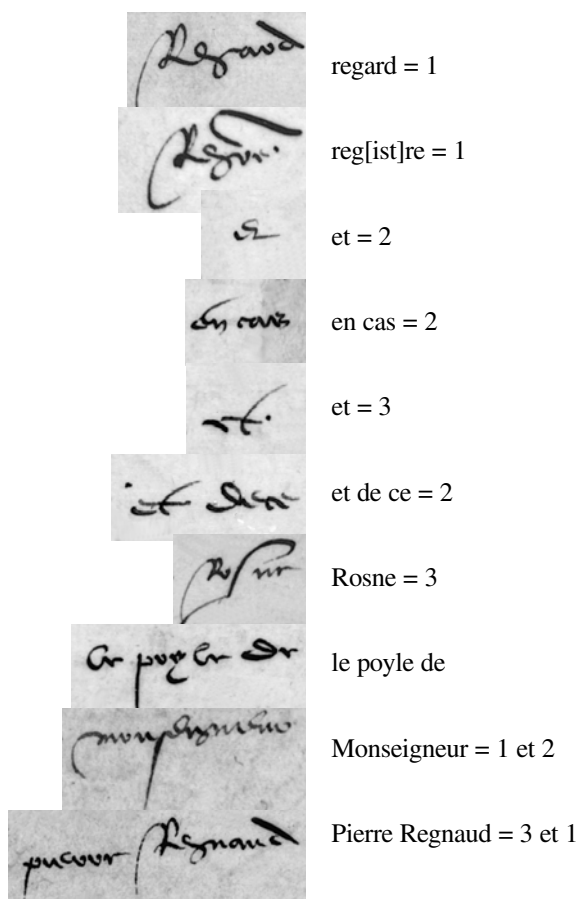 Regard regard = 1
reg[ist]re = 1
et et = 2
en cas en cas = 2
et et = 3
et de ce et de ce = 2
Rosne Rosne = 3
le poyle de le poyle de
monseigneur Monseigneur = 1 et 2
Regnaud Pierre Regnaud = 3 et 1